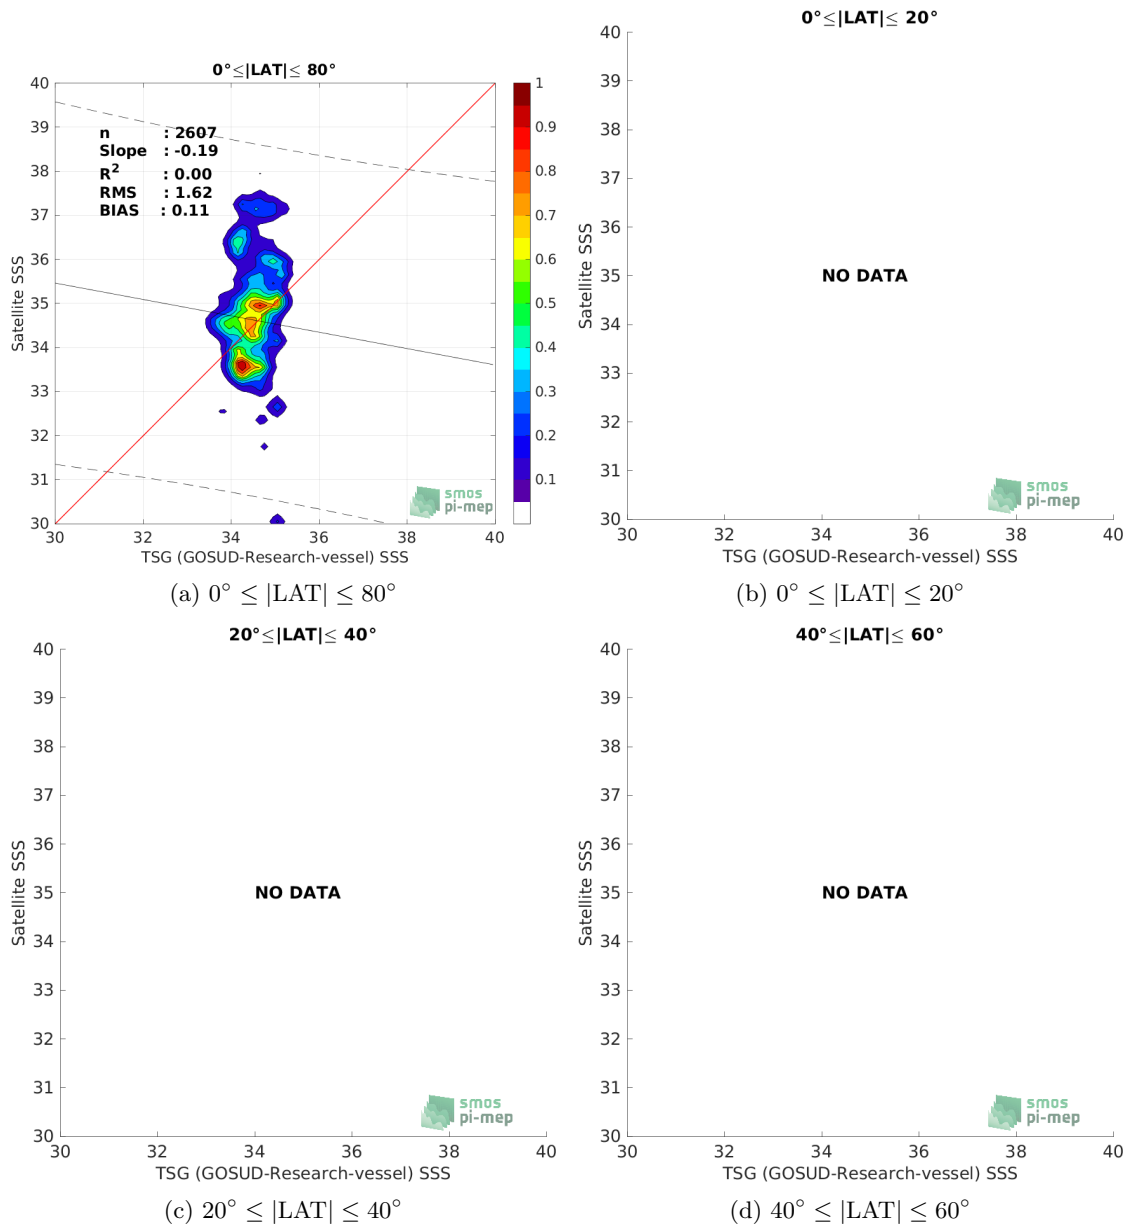 0°≤|LAT|≤ 80°
40
39
38
37
36
35
34
33
32
31
30
Satellite SSS
n : 2607
Slope : -0.19
R² : 0.00
RMS : 1.62
BIAS : 0.11
smos
pi-mep
30 32 34 36 38 40
TSG (GOSUD-Research-vessel) SSS
1
0.9
0.8
0.7
0.6
0.5
0.4
0.3
0.2
0.1
(a) 0° ≤ |LAT| ≤ 80°
0°≤|LAT|≤ 20°
40
39
38
37
36
35
34
33
32
31
30
Satellite SSS
NO DATA
smos
pi-mep
30 32 34 36 38 40
TSG (GOSUD-Research-vessel) SSS
(b) 0° ≤ |LAT| ≤ 20°
20°≤|LAT|≤ 40°
40
39
38
37
36
35
34
33
32
31
30
Satellite SSS
NO DATA
smos
pi-mep
30 32 34 36 38 40
TSG (GOSUD-Research-vessel) SSS
(c) 20° ≤ |LAT| ≤ 40°
40°≤|LAT|≤ 60°
40
39
38
37
36
35
34
33
32
31
30
Satellite SSS
NO DATA
smos
pi-mep
30 32 34 36 38 40
TSG (GOSUD-Research-vessel) SSS
(d) 40° ≤ |LAT| ≤ 60°